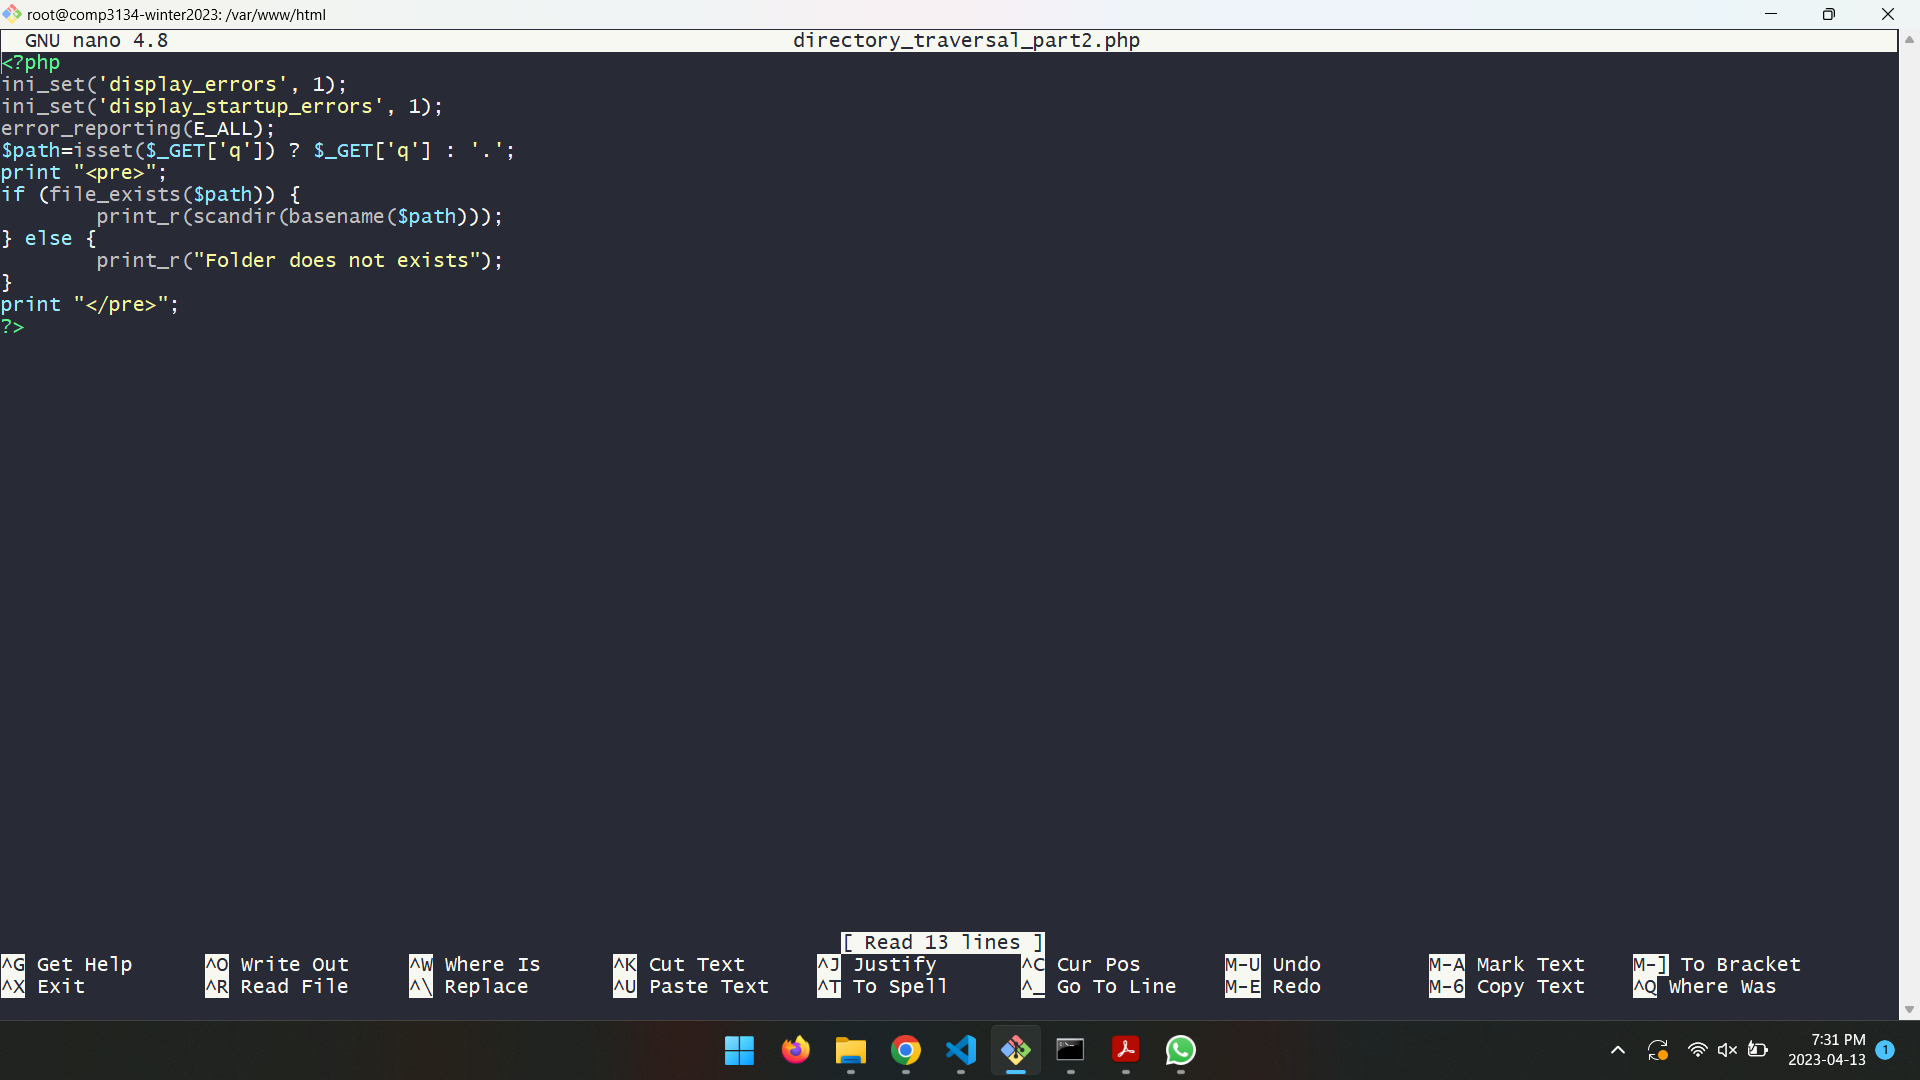 root@comp3134-winter2023: /var/www/html
GNU nano 4.8 directory_traversal_part2.php
<?php
ini_set('display_errors', 1);
ini_set('display_startup_errors', 1);
error_reporting(E_ALL);
$path=isset($_GET['q']) ? $_GET['q'] : '.';
print "<pre>";
if (file_exists($path)) {
        print_r(scandir(basename($path)));
} else {
        print_r("Folder does not exists");
}
print "</pre>";
?>
[ Read 13 lines ]
^G Get Help ^O Write Out ^W Where Is ^K Cut Text ^J Justify ^C Cur Pos M-U Undo M-A Mark Text M-] To Bracket
^X Exit ^R Read File ^\ Replace ^U Paste Text ^T To Spell ^_ Go To Line M-E Redo M-6 Copy Text ^Q Where Was
7:31 PM
2023-04-13
1